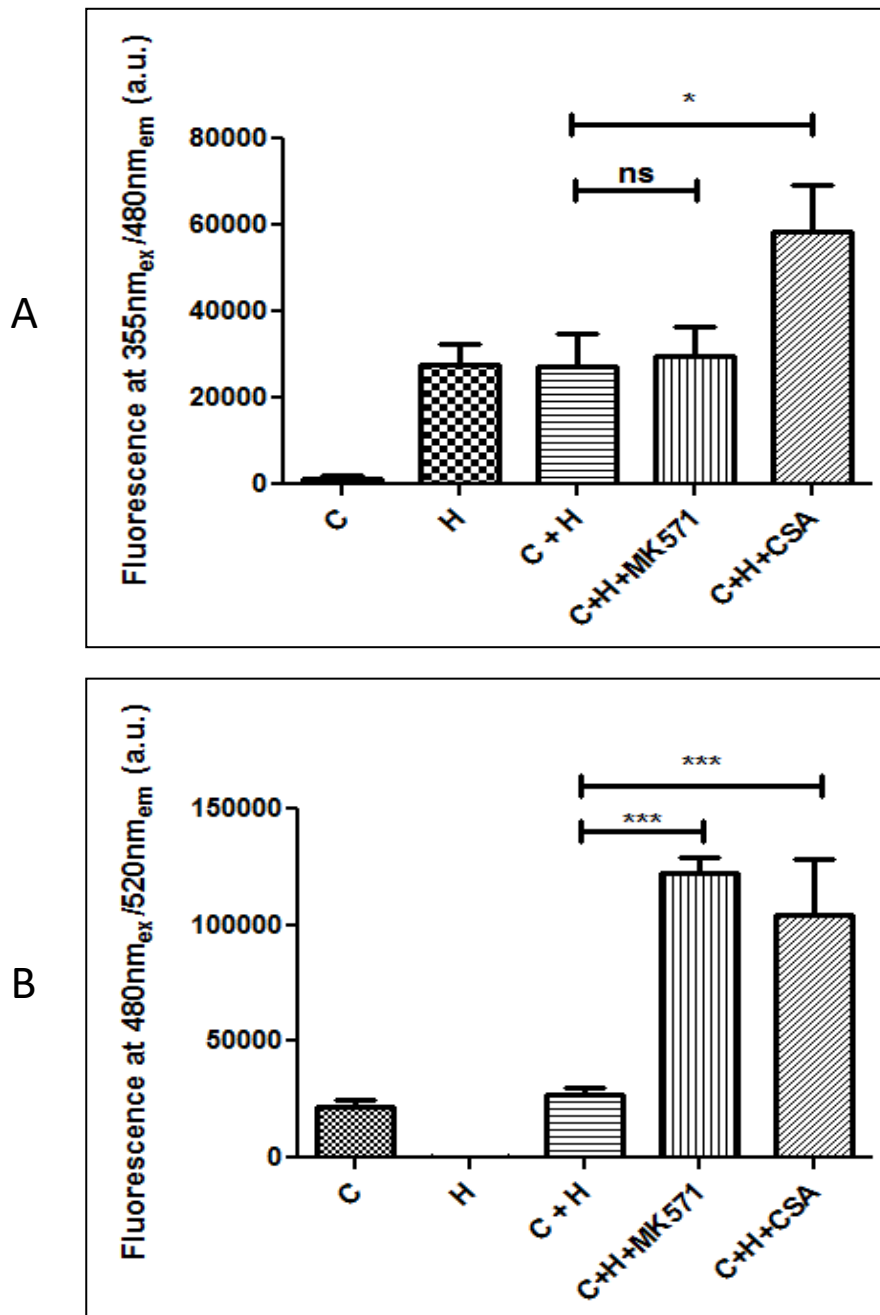 A
Fluorescence at 355nmex/480nmem (a.u.)
80000
60000
40000
20000
0
*
ns
C
H
C + H
C+H+MK571
C+H+CSA
B
Fluorescence at 480nmex/520nmem (a.u.)
150000
100000
50000
0
***
***
C
H
C + H
C+H+MK571
C+H+CSA